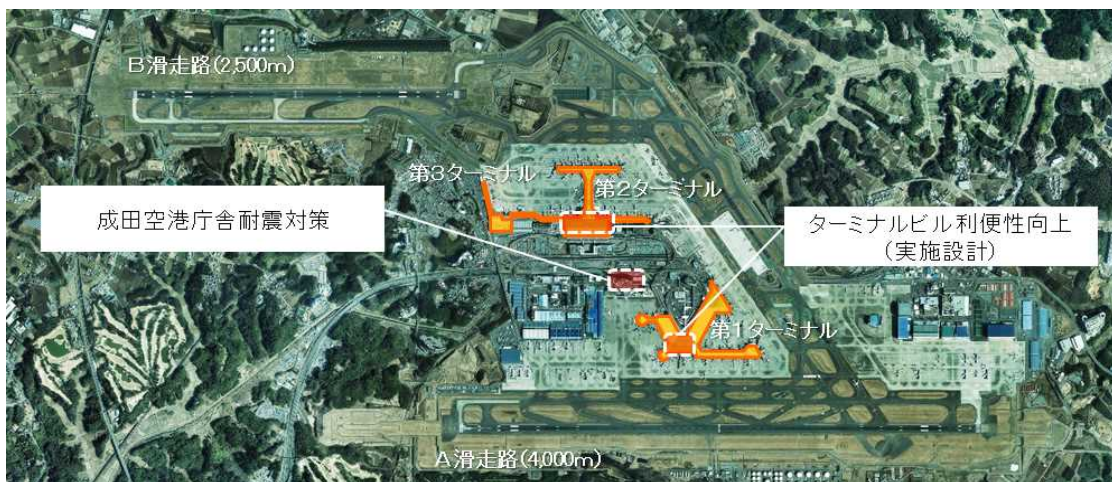 B滑走路(2,500m)
第3ターミナル
第2ターミナル
成田空港庁舎耐震対策
ターミナルビル利便性向上
(実施設計)
第1ターミナル
A滑走路(4,000m)